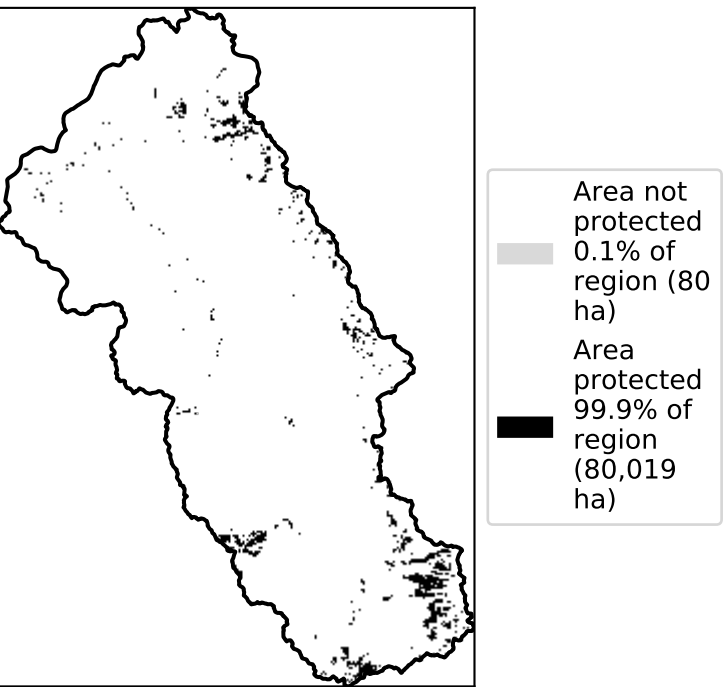 Area not
protected
0.1% of
region (80
ha)
Area
protected
99.9% of
region
(80,019
ha)